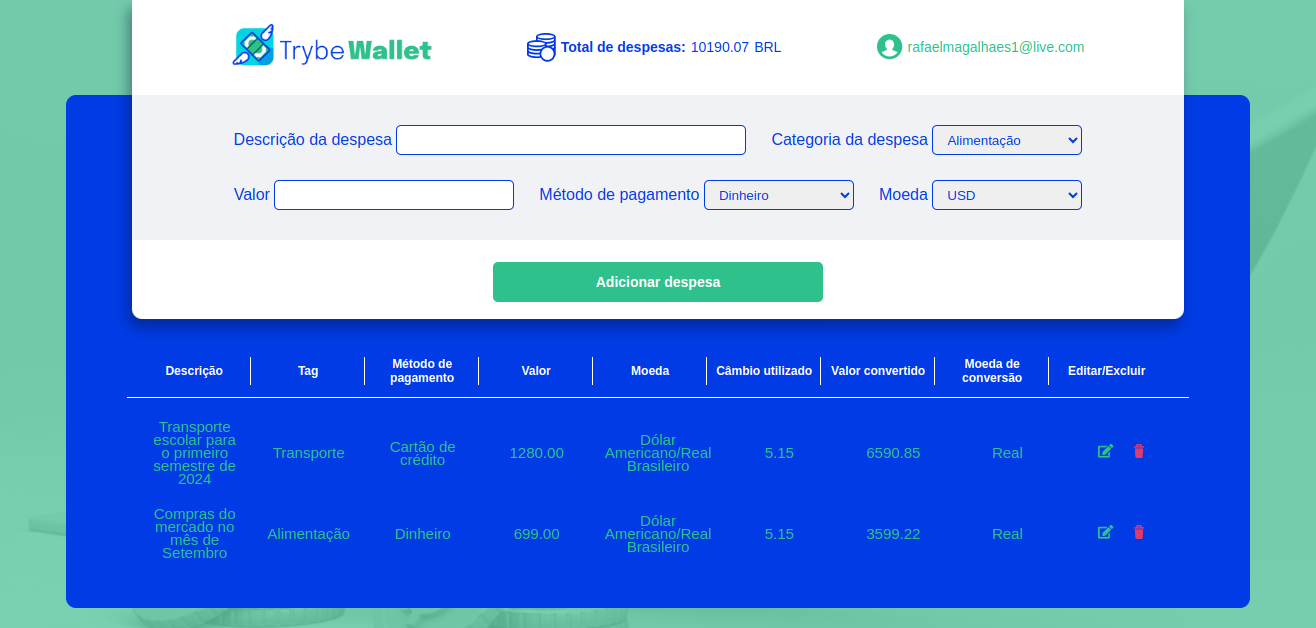 TrybeWallet
Total de despesas: 10190.07 BRL
rafaelmagalhaes1@live.com
Descrição da despesa
Categoria da despesa Alimentação
Valor
Método de pagamento Dinheiro
Moeda USD
Adicionar despesa
Descrição
Tag
Método de
pagamento
Valor
Moeda
Câmbio utilizado
Valor convertido
Moeda de
conversão
Editar/Excluir
Transporte
escolar para
o primeiro
semestre de
2024
Transporte
Cartão de
crédito
1280.00
Dólar
Americano/Real
Brasileiro
5.15
6590.85
Real
Compras do
mercado no
mês de
Setembro
Alimentação
Dinheiro
699.00
Dólar
Americano/Real
Brasileiro
5.15
3599.22
Real